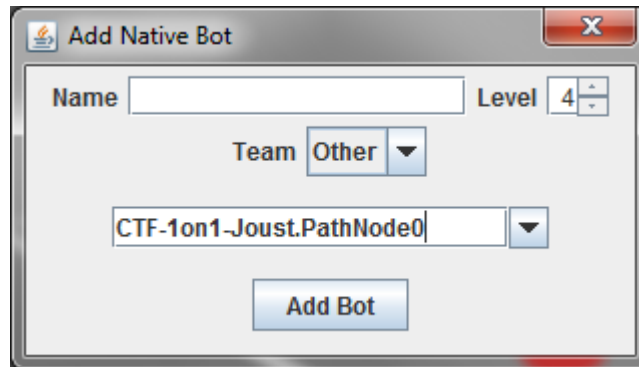 Add Native Bot
Name Level 4
Team Other
CTF-1on1-Joust.PathNode0
Add Bot